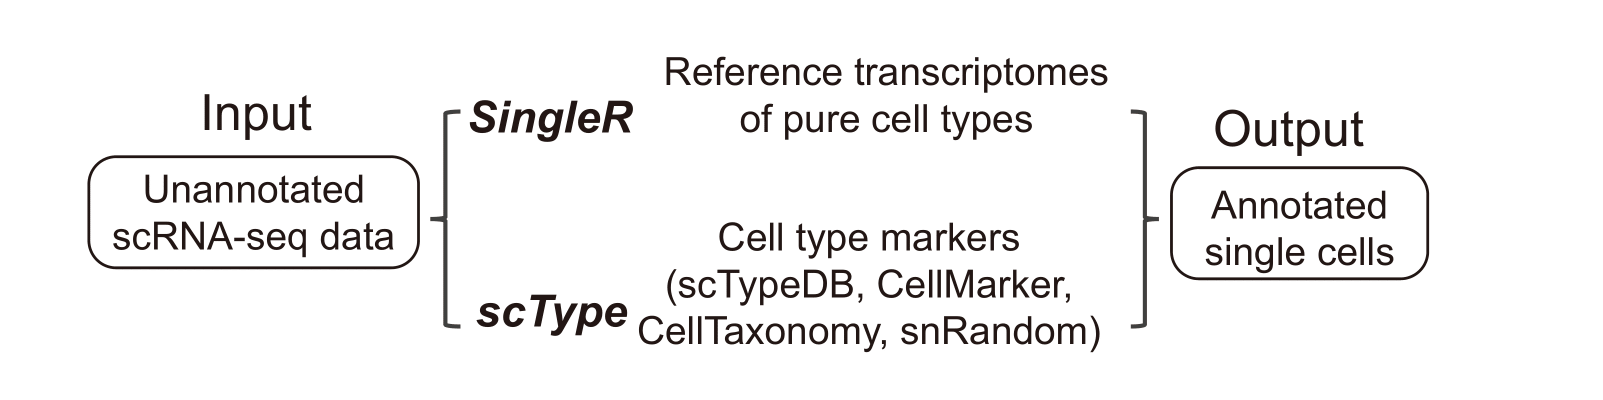 Input
Unannotated
scRNA-seq data
SingleR
Reference transcriptomes
of pure cell types
scType
Cell type markers
(scTypeDB, CellMarker,
CellTaxonomy, snRandom)
Output
Annotated
single cells